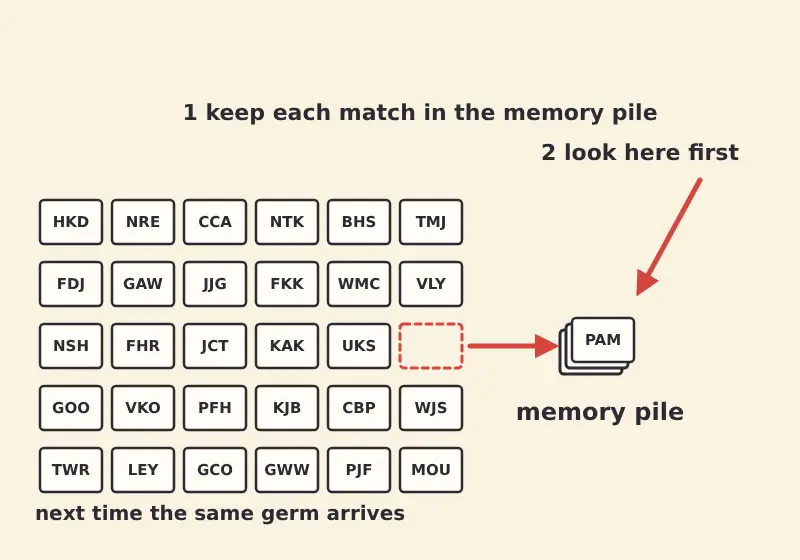 1 keep each match in the memory pile
2 look here first
HKD NRE CCA NTK BHS TMJ
FDJ GAW JJG FKK WMC VLY
NSH FHR JCT KAK UKS
PAM
GOO VKO PFH KJB CBP WJS
memory pile
TWR LEY GCO GWW PJF MOU
next time the same germ arrives